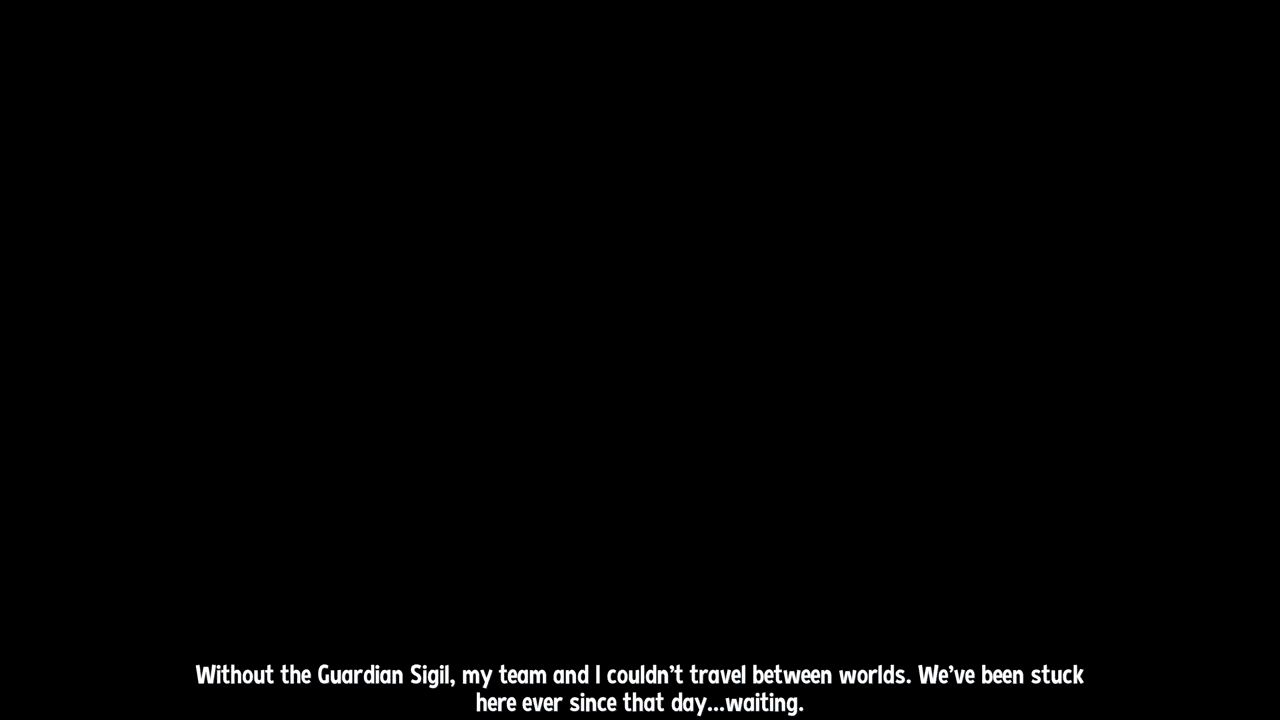 Without the Guardian Sigil, my team and I couldn't travel between worlds. We've been stuck
here ever since that day...waiting.